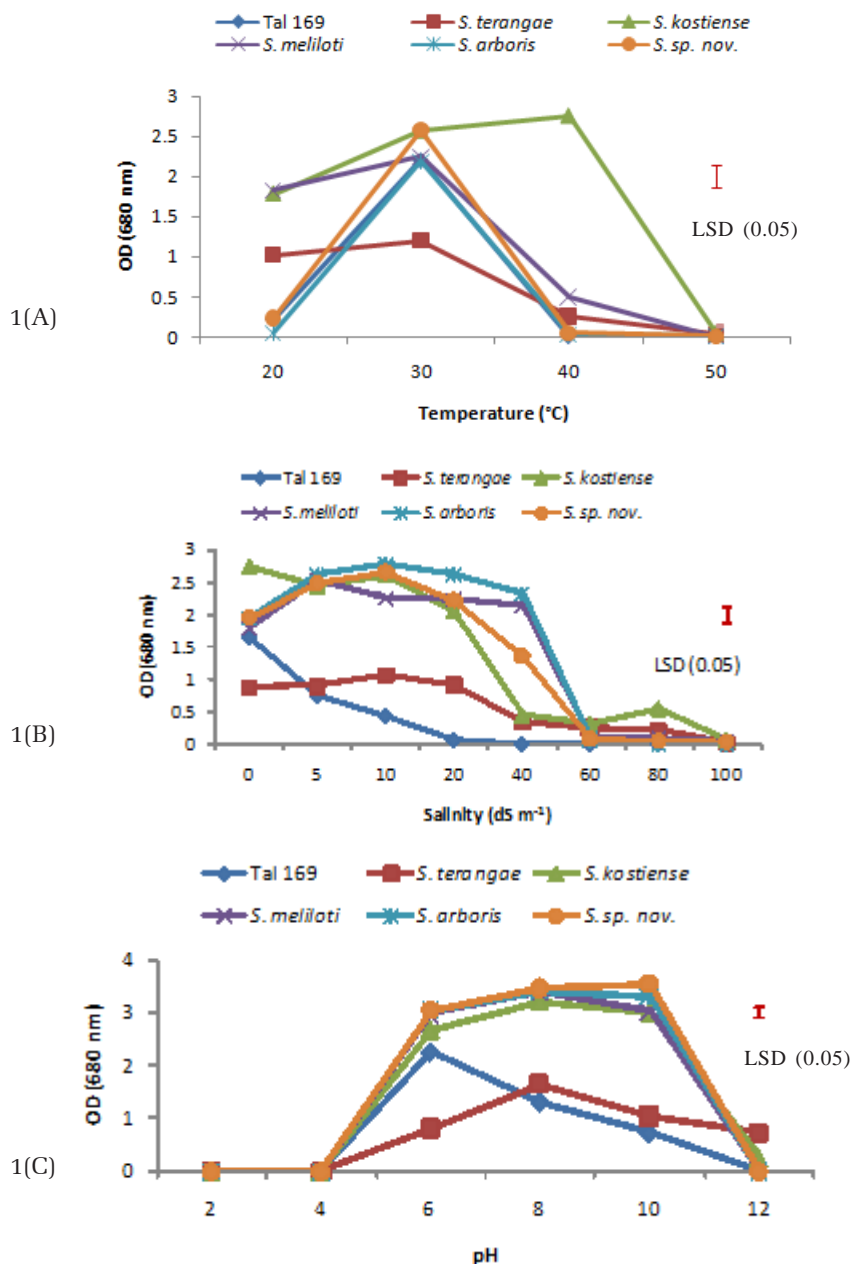 Tal 169 S. terangae S. kostiense
S. meliloti S. arboris S. sp. nov.
3
2.5
2
1.5
1
0.5
0
OD (680 nm)
LSD (0.05)
1(A)
20 30 40 50
Temperature (°C)
Tal 169 S. terangae S. kostiense
S. meliloti S. arboris S. sp. nov.
3
2.5
2
1.5
1
0.5
0
OD(680 nm)
LSD (0.05)
1(B)
0 5 10 20 40 60 80 100
Salinity (dS m⁻¹)
Tal 169 S. terangae S. kostiense
S. meliloti S. arboris S. sp. nov.
4
3
2
1
0
OD (680 nm)
LSD (0.05)
1(C)
2 4 6 8 10 12
pH